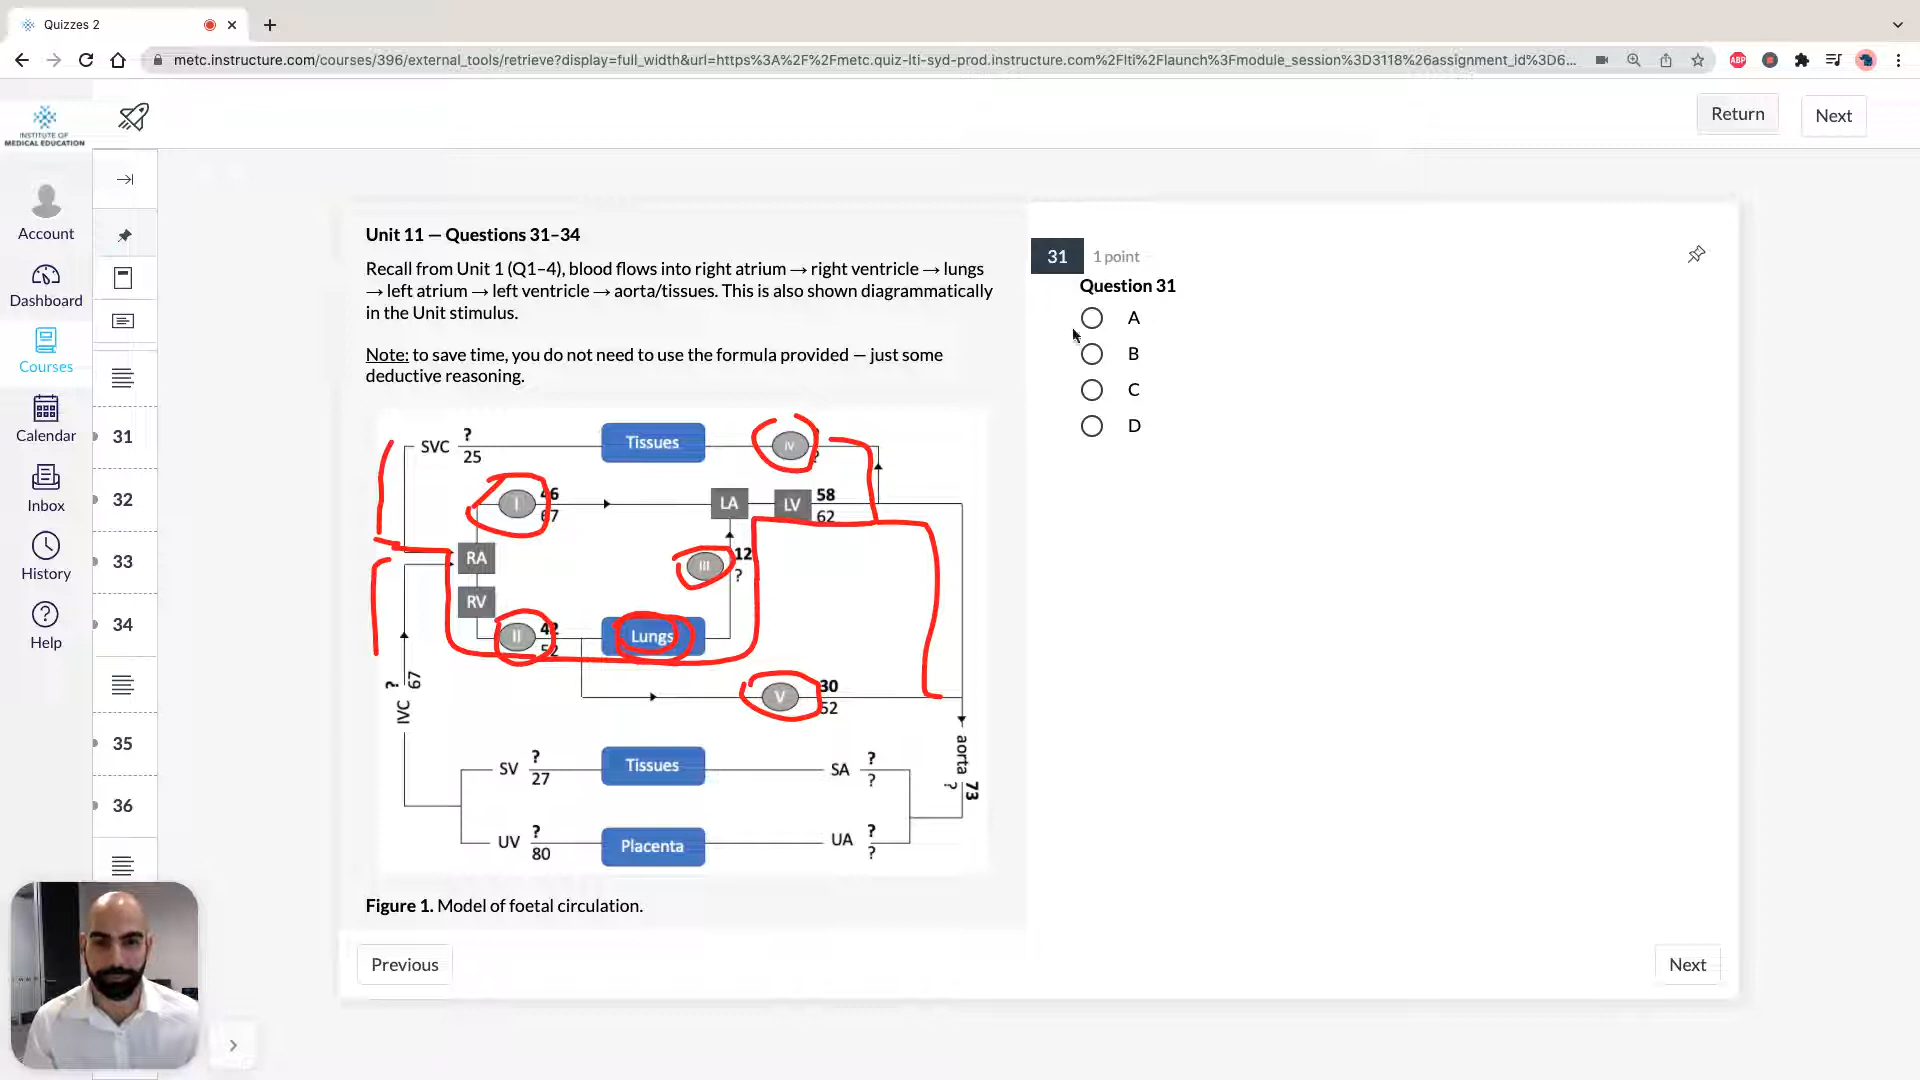 Quizzes 2
metc.instructure.com/courses/396/external_tools/retrieve?display=full_width&url=https%3A%2F%2Fmetc.quiz-lti-syd-prod.instructure.com%2Flti%2Flaunch%3Fmodule_session%3D3118%26assignment_id%3D6...
ABP
INSTITUTE OF
MEDICAL EDUCATION
Return
Next
Account
Dashboard
Courses
Calendar
Inbox
History
Help
31
32
33
34
35
36
Unit 11 — Questions 31–34
Recall from Unit 1 (Q1–4), blood flows into right atrium → right ventricle → lungs
→ left atrium → left ventricle → aorta/tissues. This is also shown diagrammatically
in the Unit stimulus.
Note: to save time, you do not need to use the formula provided — just some
deductive reasoning.
SVC ? 25
Tissues
IV ?
I 46 67
LA
LV 58 62
RA
III 12 ?
RV
II 42 52
Lungs
V 30 52
IVC ? 67
aorta 73 ?
SV ? 27
Tissues
SA ? ?
UV ? 80
Placenta
UA ? ?
Figure 1. Model of foetal circulation.
Previous
31
1 point
Question 31
A
B
C
D
Next